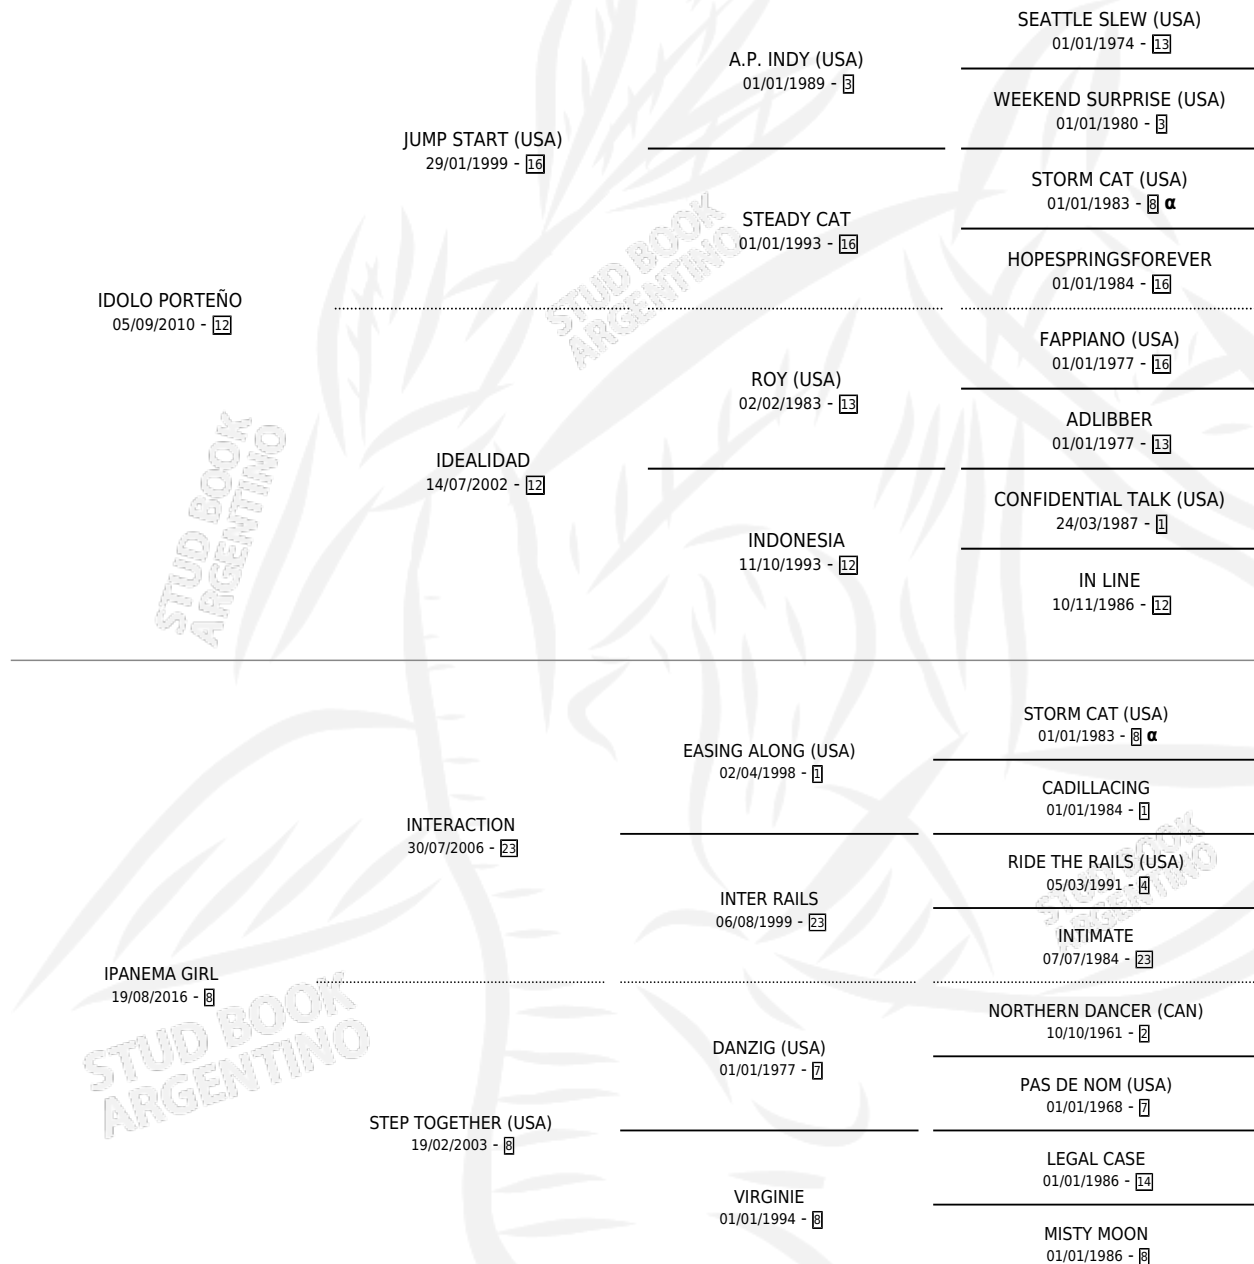 SEATTLE SLEW (USA)
01/01/1974 - 13
A.P. INDY (USA)
01/01/1989 - 3
WEEKEND SURPRISE (USA)
01/01/1980 - 3
JUMP START (USA)
29/01/1999 - 16
STORM CAT (USA)
01/01/1983 - 8 α
STEADY CAT
01/01/1993 - 16
HOPESPRINGSFOREVER
01/01/1984 - 16
IDOLO PORTEÑO
05/09/2010 - 12
FAPPIANO (USA)
01/01/1977 - 16
ROY (USA)
02/02/1983 - 13
ADLIBBER
01/01/1977 - 13
IDEALIDAD
14/07/2002 - 12
CONFIDENTIAL TALK (USA)
24/03/1987 - 1
INDONESIA
11/10/1993 - 12
IN LINE
10/11/1986 - 12
STORM CAT (USA)
01/01/1983 - 8 α
EASING ALONG (USA)
02/04/1998 - 1
CADILLACING
01/01/1984 - 1
INTERACTION
30/07/2006 - 23
RIDE THE RAILS (USA)
05/03/1991 - 4
INTER RAILS
06/08/1999 - 23
INTIMATE
07/07/1984 - 23
IPANEMA GIRL
19/08/2016 - 8
NORTHERN DANCER (CAN)
10/10/1961 - 2
DANZIG (USA)
01/01/1977 - 7
PAS DE NOM (USA)
01/01/1968 - 7
STEP TOGETHER (USA)
19/02/2003 - 8
LEGAL CASE
01/01/1986 - 14
VIRGINIE
01/01/1994 - 8
MISTY MOON
01/01/1986 - 8
STUD BOOK
ARGENTINO
STUD BOOK
ARGENTINO
STUD BOOK
ARGENTINO
STUD BOOK
ARGENTINO